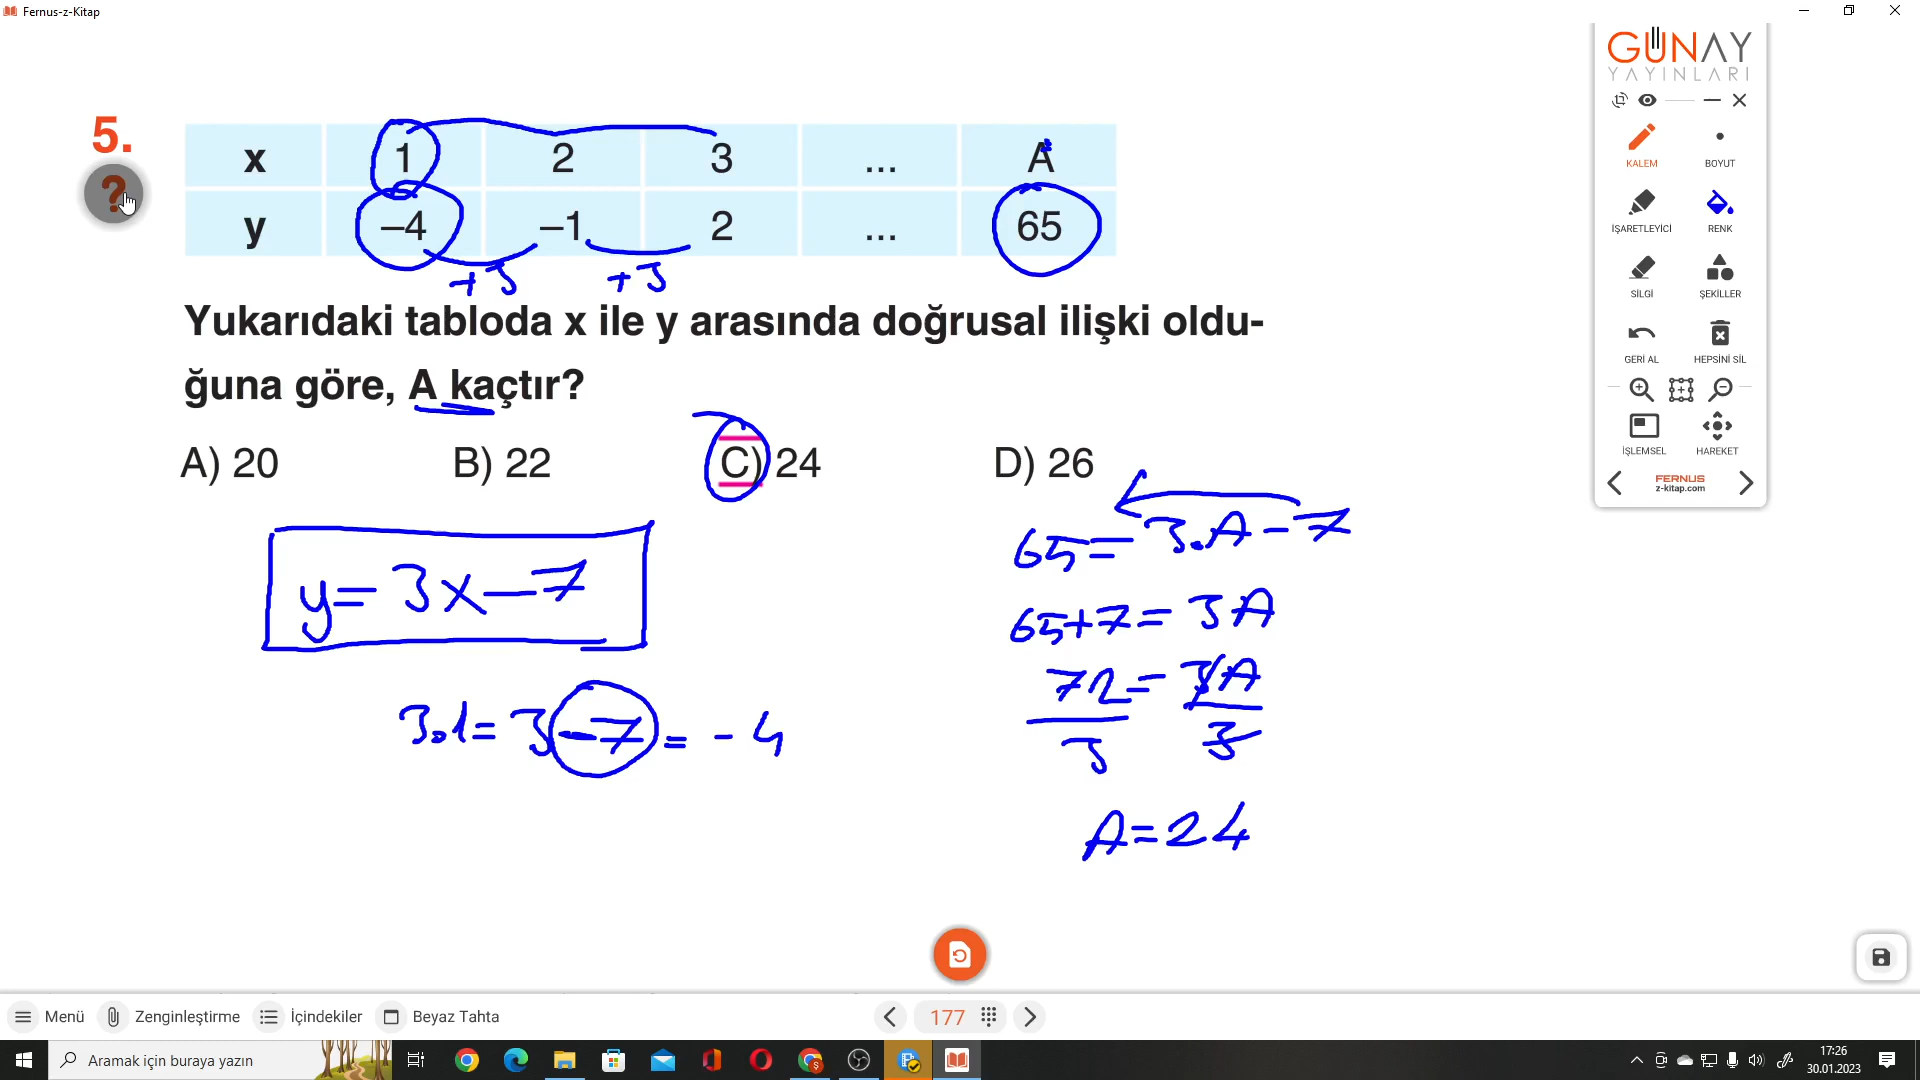 Fernus-z-Kitap
GÜNAY
YAYINLARI
5.
?
x 1 2 3 ... A
y –4 –1 2 ... 65
+3 +3
Yukarıdaki tabloda x ile y arasında doğrusal ilişki oldu-
ğuna göre, A kaçtır?
A) 20 B) 22 C) 24 D) 26
y = 3x – 7
3.1 = 3 – 7 = - 4
65 = 3.A – 7
65+7 = 3A
72 = 3A
3 3
A = 24
KALEM BOYUT
İŞARETLEYİCİ RENK
SİLGİ ŞEKİLLER
GERİ AL HEPSİNİ SİL
İŞLEMSEL HAREKET
FERNUS
z-kitap.com
Menü Zenginleştirme İçindekiler Beyaz Tahta 177
Aramak için buraya yazın
17:26
30.01.2023